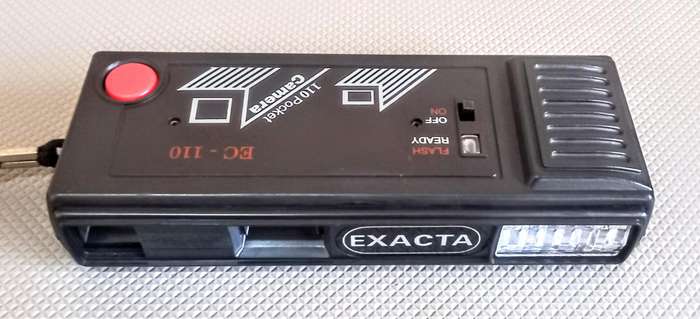 110 Pocket
Camera
OFF
ON
FLASH
READY
EC - 110
EXACTA